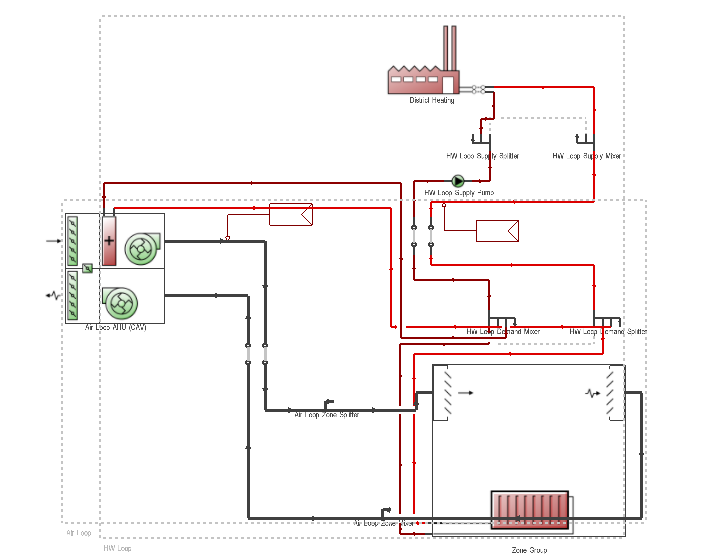 District Heating
HW Loop Supply Splitter
HW Loop Supply Mixer
HW Loop Supply Pump
Air Loop AHU (CAV)
HW Loop Demand Mixer
HW Loop Demand Splitter
Air Loop Zone Splitter
Air Loop Zone Mixer
Air Loop
HW Loop
Zone Group